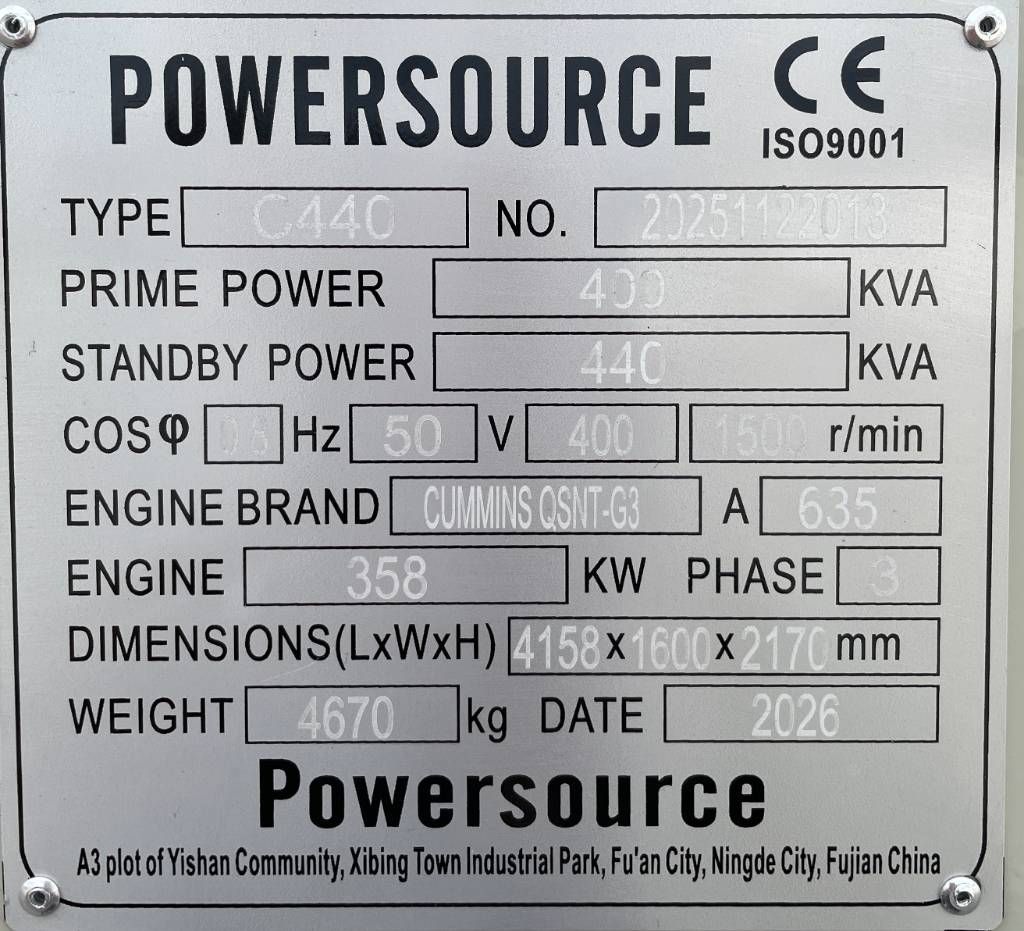 POWERSOURCE CE
ISO9001
TYPE C440 NO. 20251122013
PRIME POWER 400 KVA
STANDBY POWER 440 KVA
COSφ 0.8 Hz 50 V 400 1500 r/min
ENGINE BRAND CUMMINS QSNT-G3 A 635
ENGINE 358 KW PHASE 3
DIMENSIONS(LxWxH) 4158x1600x2170 mm
WEIGHT 4670 kg DATE 2026
Powersource
A3 plot of Yishan Community, Xibing Town Industrial Park, Fu'an City, Ningde City, Fujian China